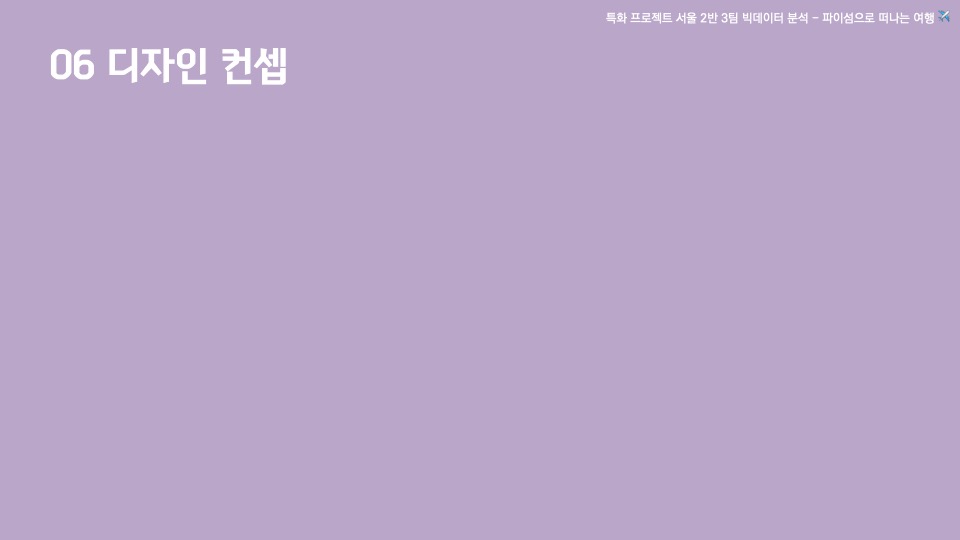 특화 프로젝트 서울 2반 3팀 빅데이터 분석 - 파이섬으로 떠나는 여행 ✈️
06 디자인 컨셉